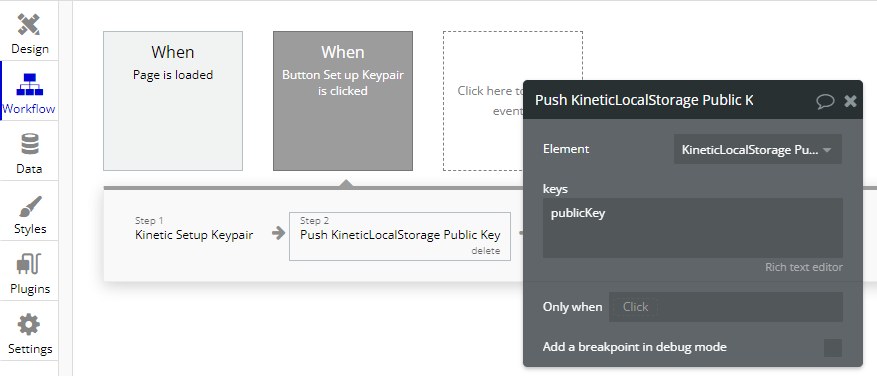 Design
Workflow
Data
Styles
Plugins
Settings
When
Page is loaded
When
Button Set up Keypair
is clicked
Click here to
even
Step 1
Kinetic Setup Keypair
Step 2
Push KineticLocalStorage Public Key
delete
Push KineticLocalStorage Public K
Element
KineticLocalStorage Pu...
keys
publicKey
Rich text editor
Only when
Click
Add a breakpoint in debug mode